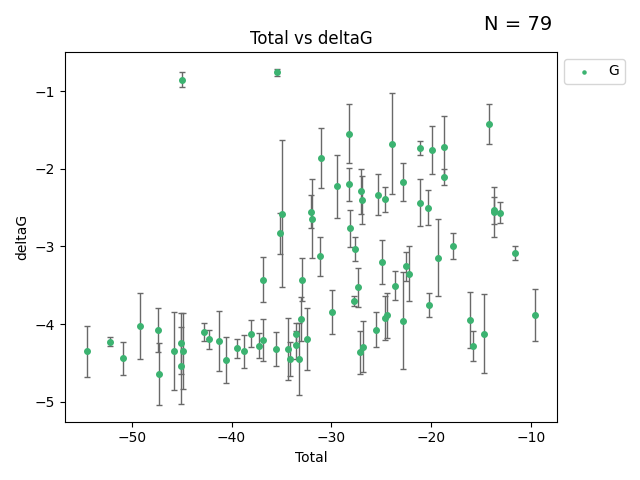 N = 79
Total vs deltaG
G
deltaG
−1
−2
−3
−4
−5
−50 −40 −30 −20 −10
Total